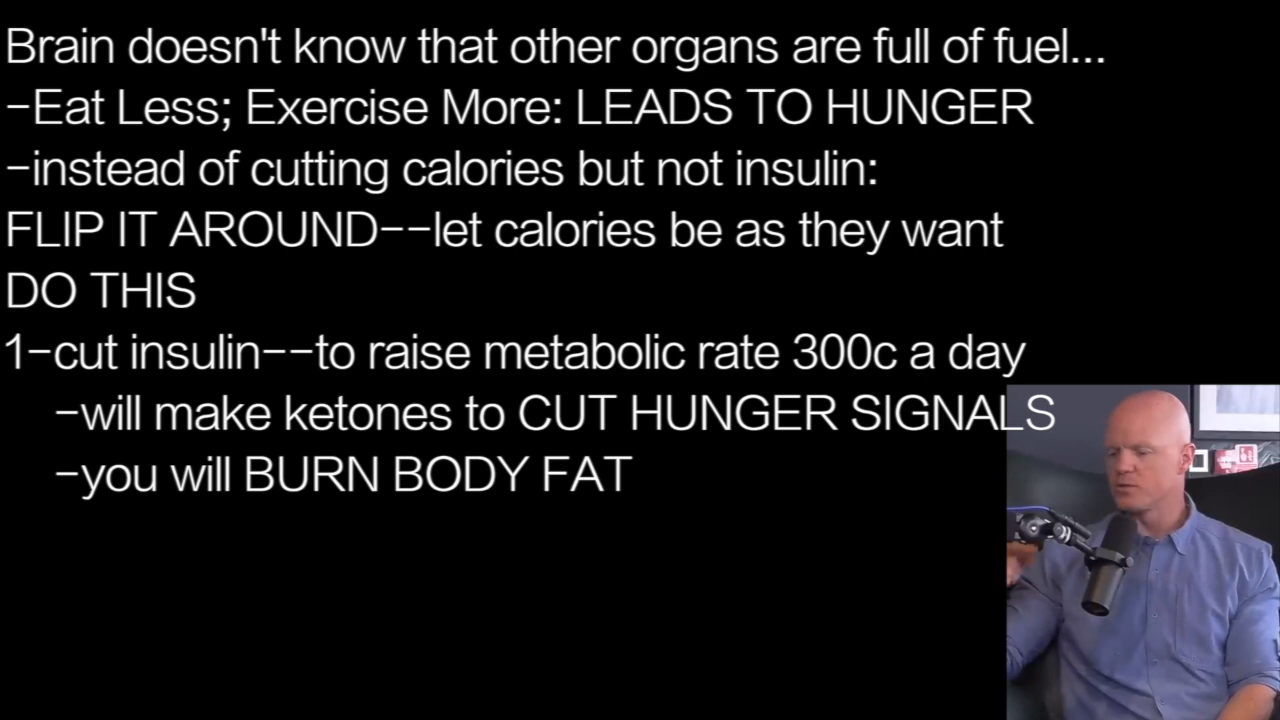 Brain doesn't know that other organs are full of fuel...
-Eat Less; Exercise More: LEADS TO HUNGER
-instead of cutting calories but not insulin:
FLIP IT AROUND--let calories be as they want
DO THIS
1-cut insulin--to raise metabolic rate 300c a day
-will make ketones to CUT HUNGER SIGNALS
-you will BURN BODY FAT